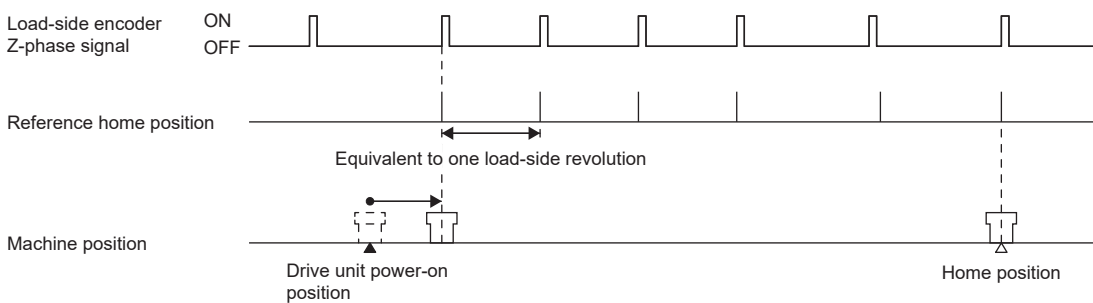 Load-side encoder
Z-phase signal
ON
OFF
Reference home position
Equivalent to one load-side revolution
Machine position
Drive unit power-on
position
Home position